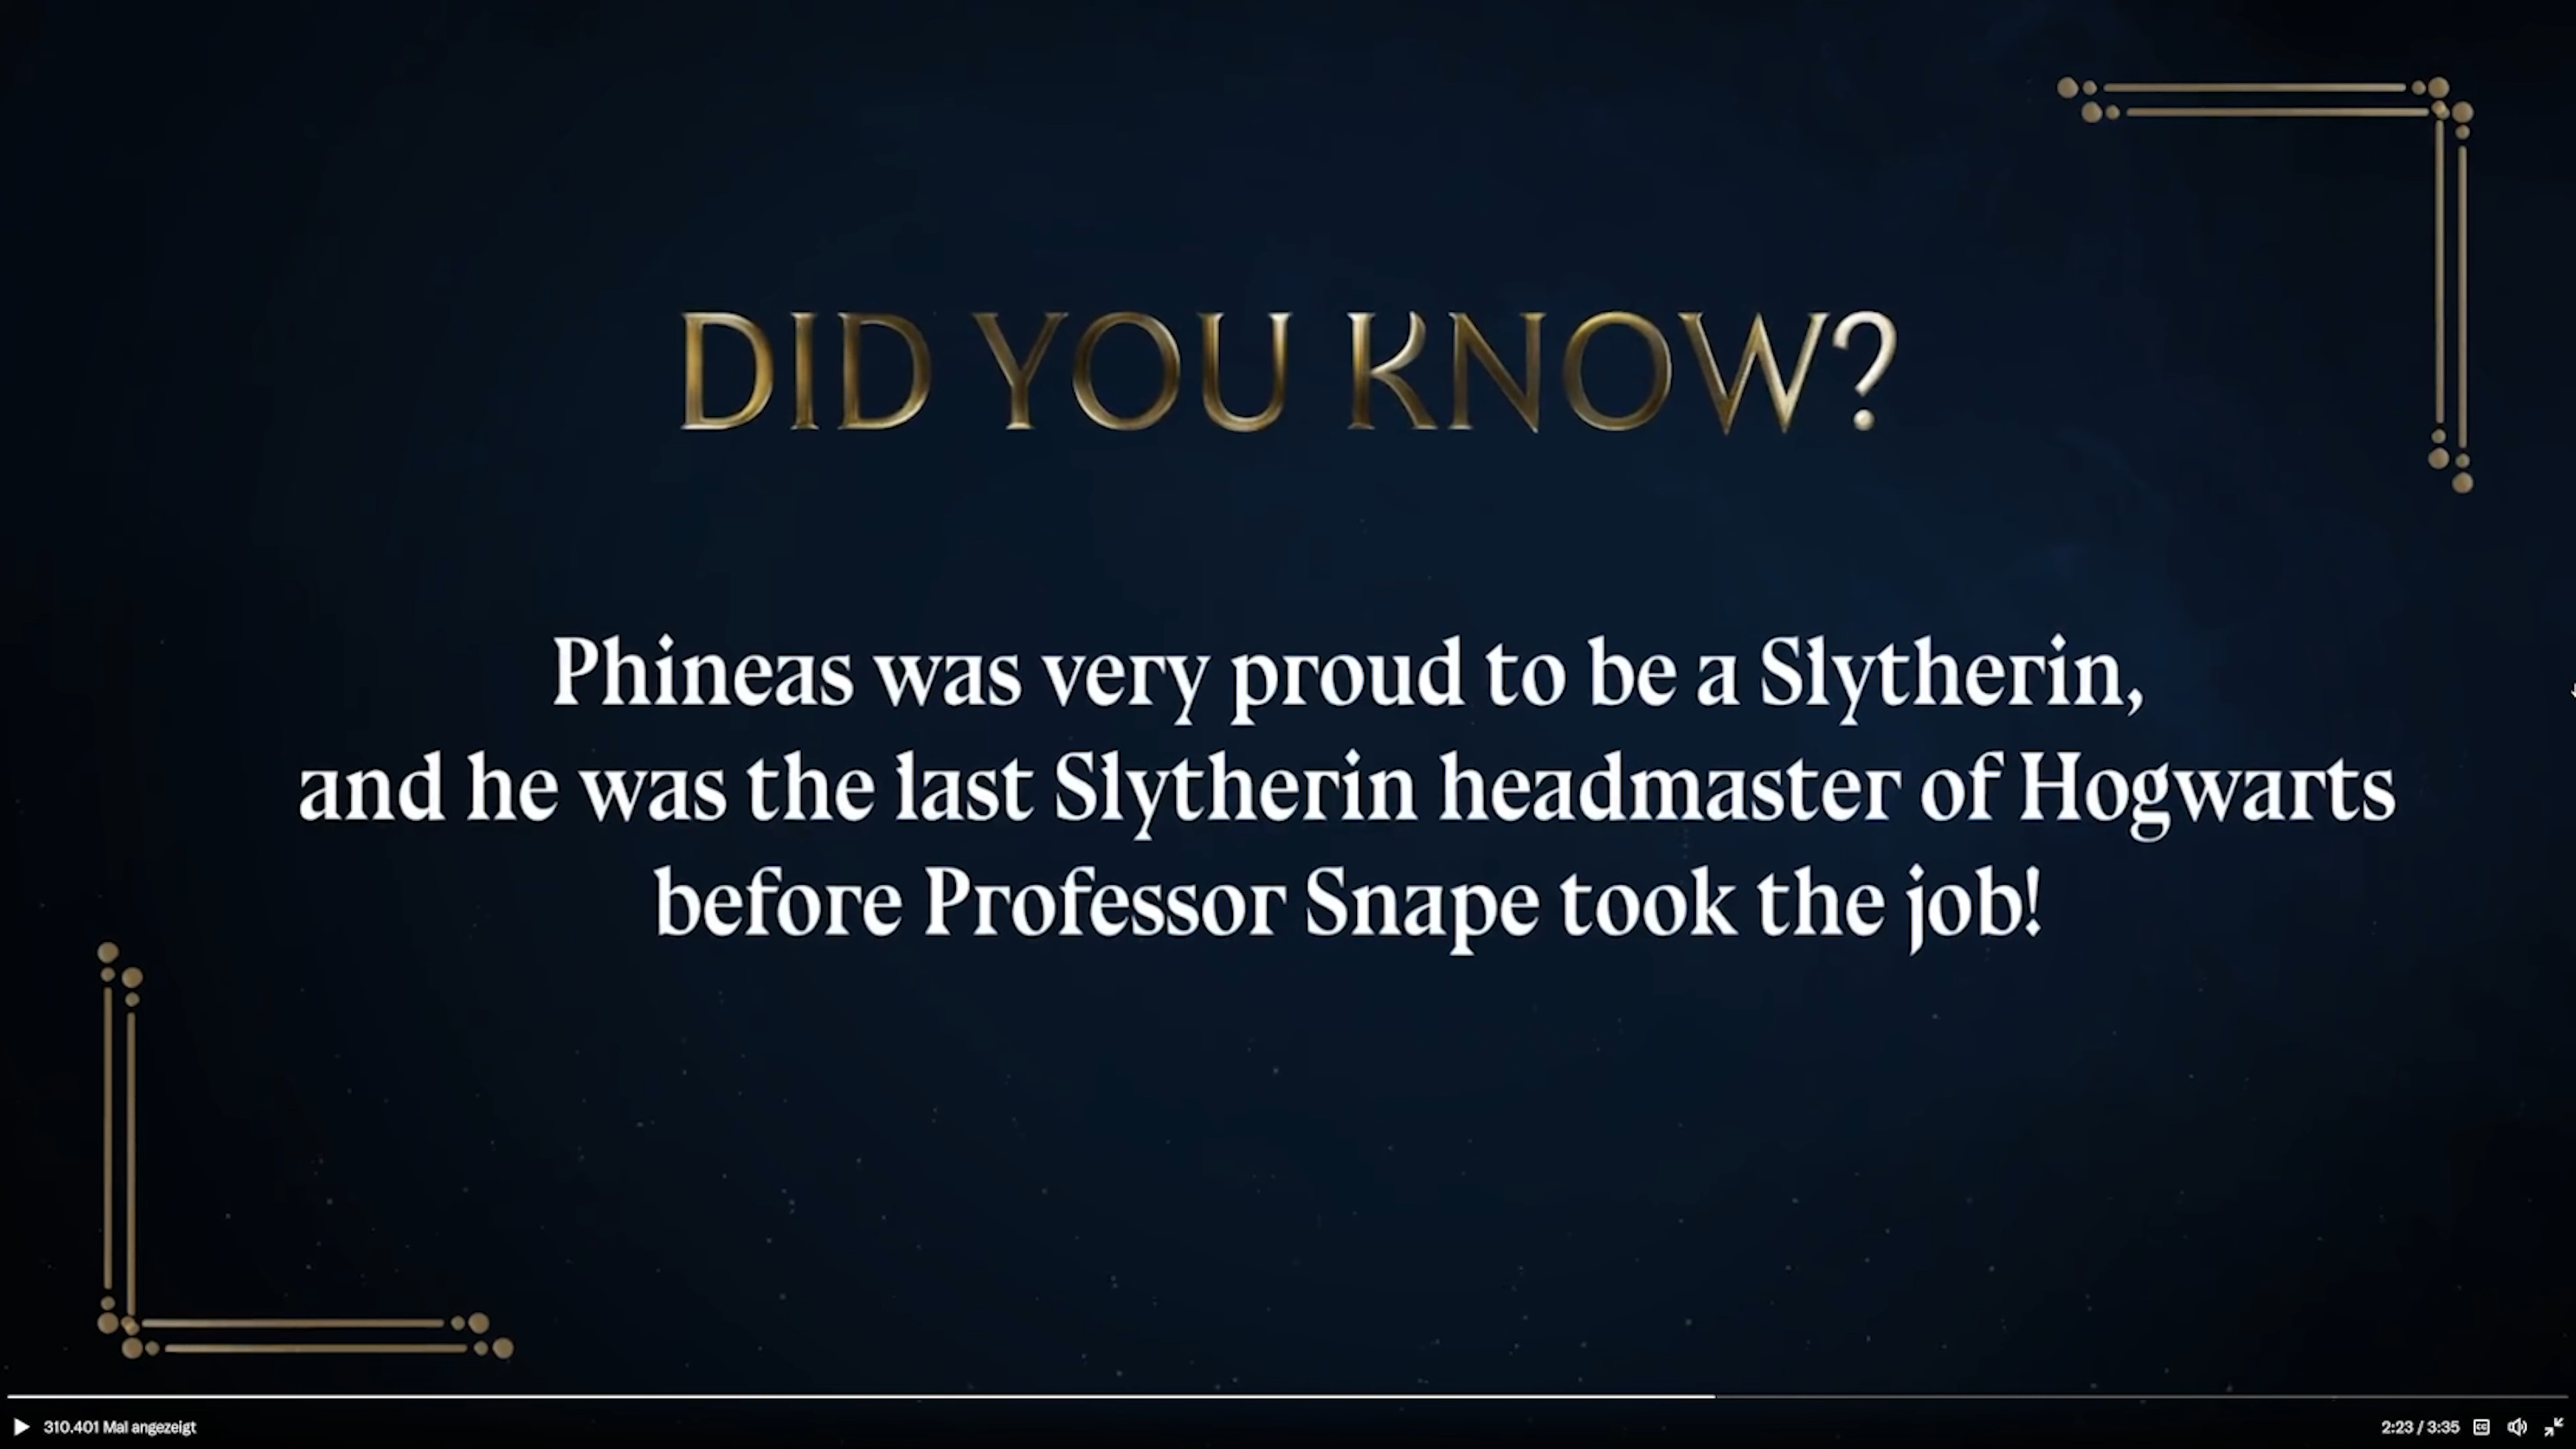 DID YOU KNOW?
Phineas was very proud to be a Slytherin,
and he was the last Slytherin headmaster of Hogwarts
before Professor Snape took the job!
310.401 Mal angezeigt
2:23 / 3:35
CC